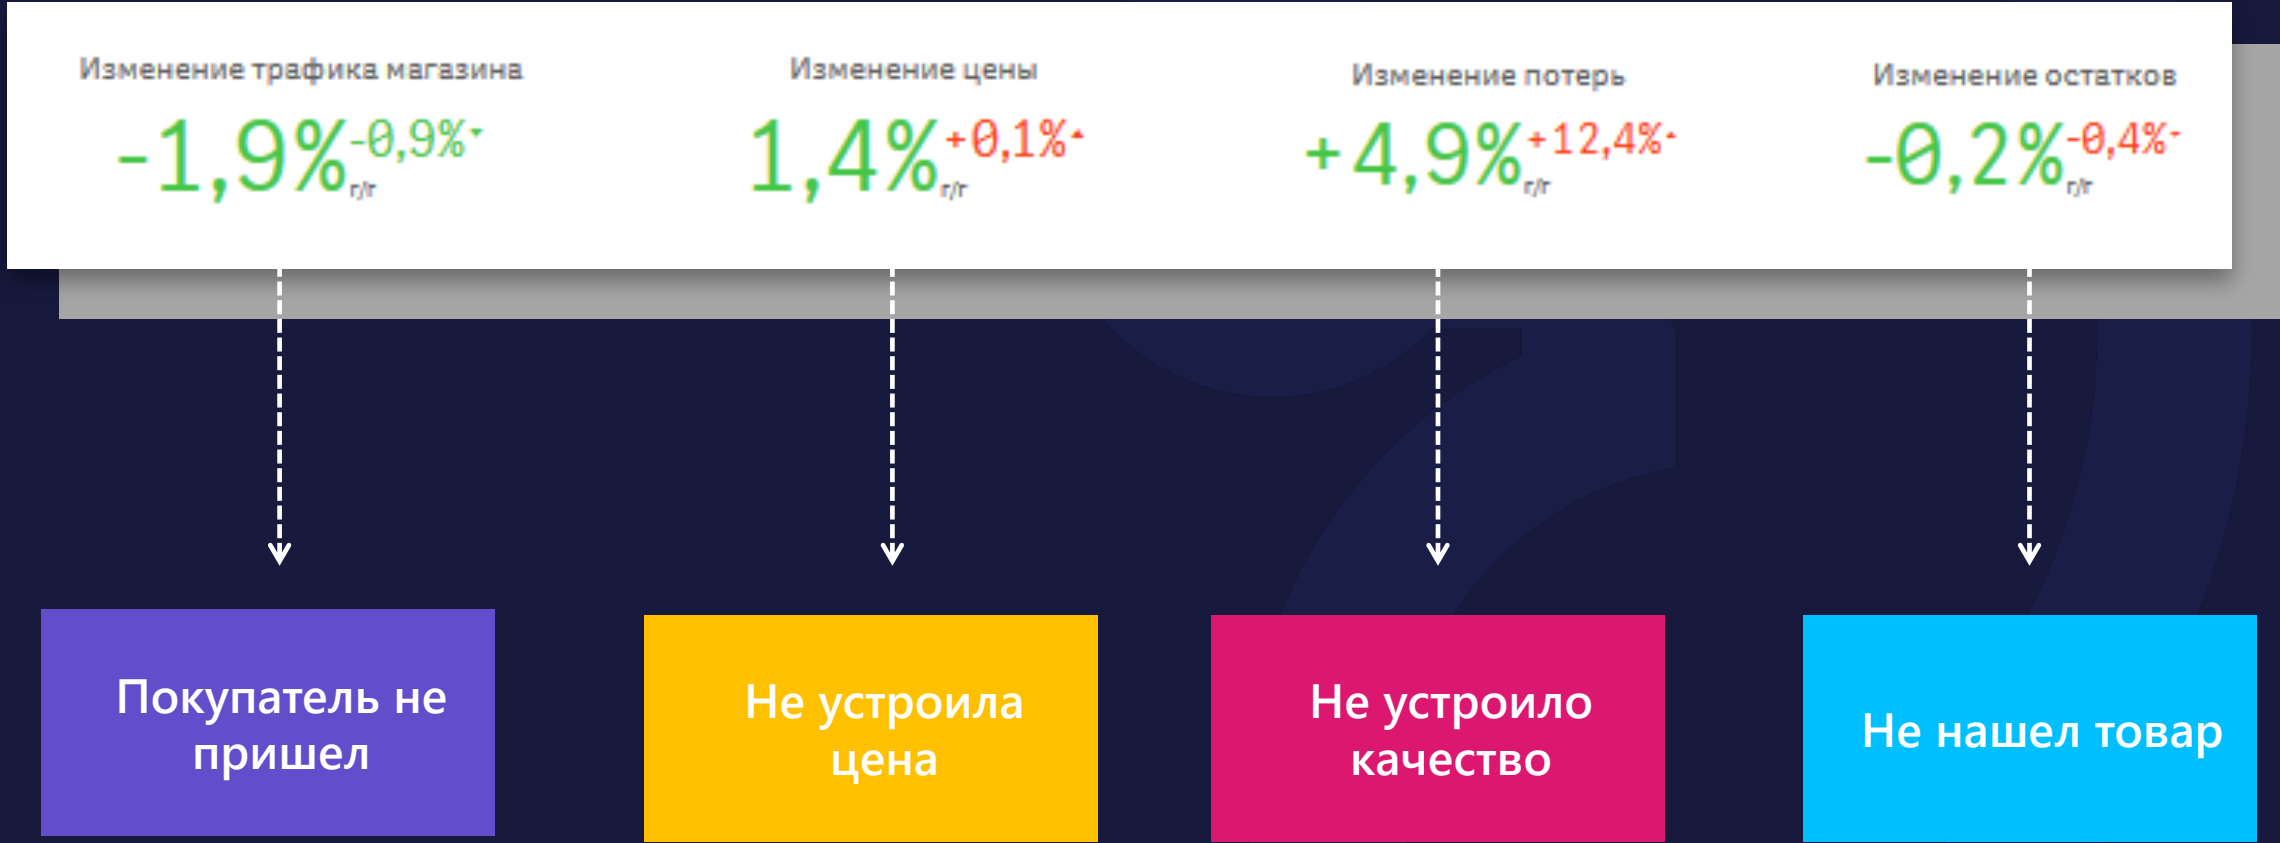 Изменение трафика магазина
-1,9% -0,9% г/г
Изменение цены
1,4% +0,1% г/г
Изменение потерь
+4,9% +12,4% г/г
Изменение остатков
-0,2% -0,4% г/г
Покупатель не
пришел
Не устроила
цена
Не устроило
качество
Не нашел товар